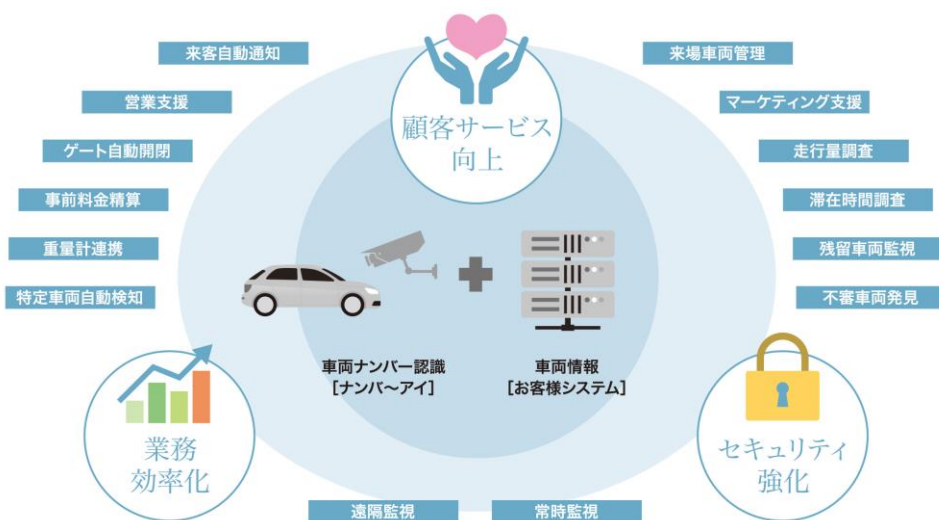 来客自動通知
営業支援
ゲート自動開閉
事前料金精算
重量計連携
特定車両自動検知
顧客サービス
向上
来場車両管理
マーケティング支援
走行量調査
滞在時間調査
残留車両監視
不審車両発見
車両ナンバー認識
[ナンバ〜アイ]
車両情報
[お客様システム]
業務
効率化
セキュリティ
強化
遠隔監視
常時監視